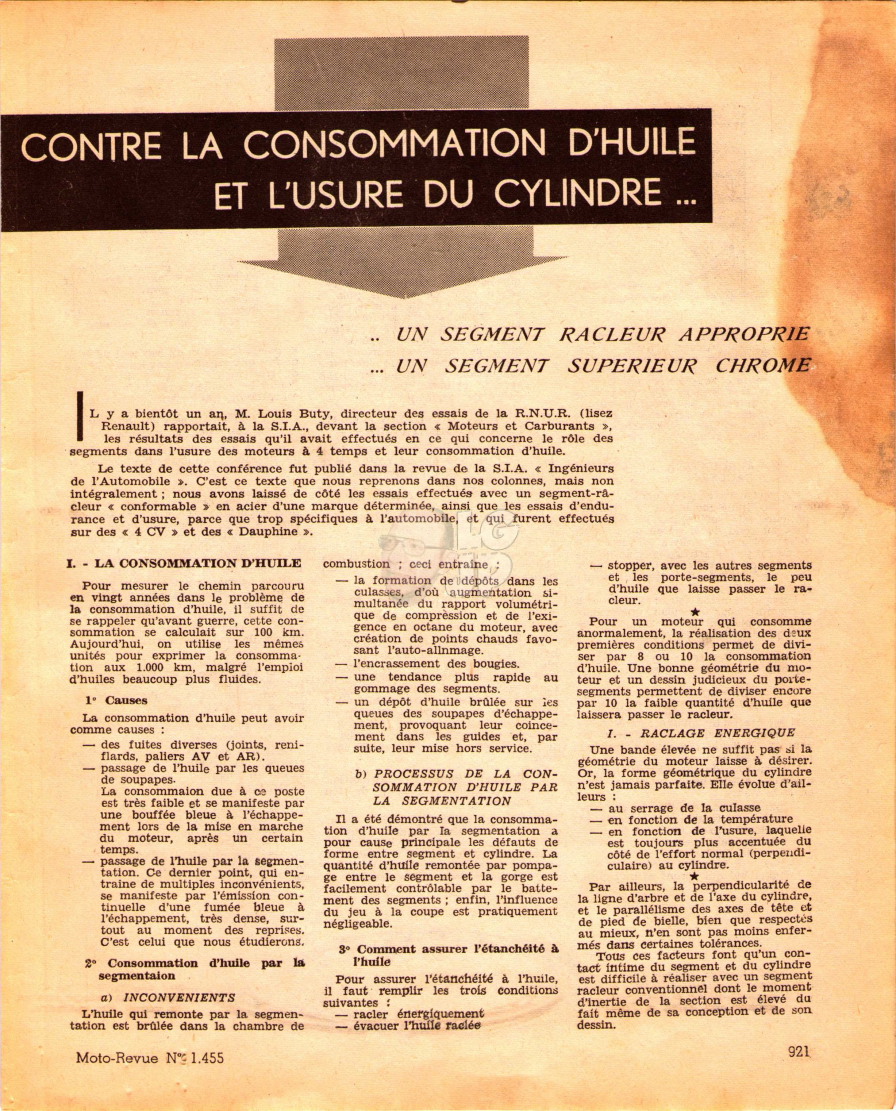 CONTRE LA CONSOMMATION D'HUILE
ET L'USURE DU CYLINDRE ...
.. UN SEGMENT RACLEUR APPROPRIE
... UN SEGMENT SUPERIEUR CHROME
IL y a bientôt un an, M. Louis Buty, directeur des essais de la R.N.U.R. (lisez
Renault) rapportait, à la S.I.A., devant la section « Moteurs et Carburants »,
les résultats des essais qu'il avait effectués en ce qui concerne le rôle des
segments dans l'usure des moteurs à 4 temps et leur consommation d'huile.
Le texte de cette conférence fut publié dans la revue de la S.I.A. « Ingénieurs
de l'Automobile ». C'est ce texte que nous reprenons dans nos colonnes, mais non
intégralement ; nous avons laissé de côté les essais effectués avec un segment-râ-
cleur « conformable » en acier d'une marque déterminée, ainsi que les essais d'endu-
rance et d'usure, parce que trop spécifiques à l'automobile, et qui furent effectués
sur des « 4 CV » et des « Dauphine ».
I. - LA CONSOMMATION D'HUILE
Pour mesurer le chemin parcouru
en vingt années dans le problème de
la consommation d'huile, il suffit de
se rappeler qu'avant guerre, cette con-
sommation se calculait sur 100 km.
Aujourd'hui, on utilise les mêmes
unités pour exprimer la consomma-
tion aux 1.000 km, malgré l'emploi
d'huiles beaucoup plus fluides.
1° Causes
La consommation d'huile peut avoir
comme causes :
— des fuites diverses (joints, reni-
flards, paliers AV et AR).
— passage de l'huile par les queues
de soupapes.
La consommaion due à ce poste
est très faible et se manifeste par
une bouffée bleue à l'échappe-
ment lors de la mise en marche
du moteur, après un certain
temps.
— passage de l'huile par la segmen-
tation. Ce dernier point, qui en-
traine de multiples inconvénients,
se manifeste par l'émission con-
tinuelle d'une fumée bleue à
l'échappement, très dense, sur-
tout au moment des reprises.
C'est celui que nous étudierons.
2° Consommation d'huile par la
segmentaion
a) INCONVENIENTS
L'huile qui remonte par la segmen-
tation est brûlée dans la chambre de
combustion ; ceci entraîne :
— la formation de dépôts dans les
culasses, d'où augmentation si-
multanée du rapport volumétri-
que de compression et de l'exi-
gence en octane du moteur, avec
création de points chauds favo-
sant l'auto-allnmage.
— l'encrassement des bougies.
— une tendance plus rapide au
gommage des segments.
— un dépôt d'huile brûlée sur les
queues des soupapes d'échappe-
ment, provoquant leur coince-
ment dans les guides et, par
suite, leur mise hors service.
b) PROCESSUS DE LA CON-
SOMMATION D'HUILE PAR
LA SEGMENTATION
Il a été démontré que la consomma-
tion d'huile par la segmentation a
pour cause principale les défauts de
forme entre segment et cylindre. La
quantité d'huile remontée par pompa-
ge entre le segment et la gorge est
facilement contrôlable par le batte-
ment des segments ; enfin, l'influence
du jeu à la coupe est pratiquement
négligeable.
3° Comment assurer l'étanchéité à
l'huile
Pour assurer l'étanchéité à l'huile,
il faut remplir les trois conditions
suivantes :
— racler énergiquement
— évacuer l'huile raclée
— stopper, avec les autres segments
et les porte-segments, le peu
d'huile que laisse passer le ra-
cleur.
★
Pour un moteur qui consomme
anormalement, la réalisation des deux
premières conditions permet de divi-
ser par 8 ou 10 la consommation
d'huile. Une bonne géométrie du mo-
teur et un dessin judicieux du porte-
segments permettent de diviser encore
par 10 la faible quantité d'huile que
laissera passer le racleur.
1. - RACLAGE ENERGIQUE
Une bande élevée ne suffit pas si la
géométrie du moteur laisse à désirer.
Or, la forme géométrique du cylindre
n'est jamais parfaite. Elle évolue d'ail-
leurs :
— au serrage de la culasse
— en fonction de la température
— en fonction de l'usure, laquelle
est toujours plus accentuée du
côté de l'effort normal (perpendi-
culaire) au cylindre.
★
Par ailleurs, la perpendicularité de
la ligne d'arbre et de l'axe du cylindre,
et le parallélisme des axes de tête et
de pied de bielle, bien que respectés
au mieux, n'en sont pas moins enfer-
més dans certaines tolérances.
Tous ces facteurs font qu'un con-
tact intime du segment et du cylindre
est difficile à réaliser avec un segment
racleur conventionnel dont le moment
d'inertie de la section est élevé du
fait même de sa conception et de son
dessin.
Moto-Revue N° 1.455
921